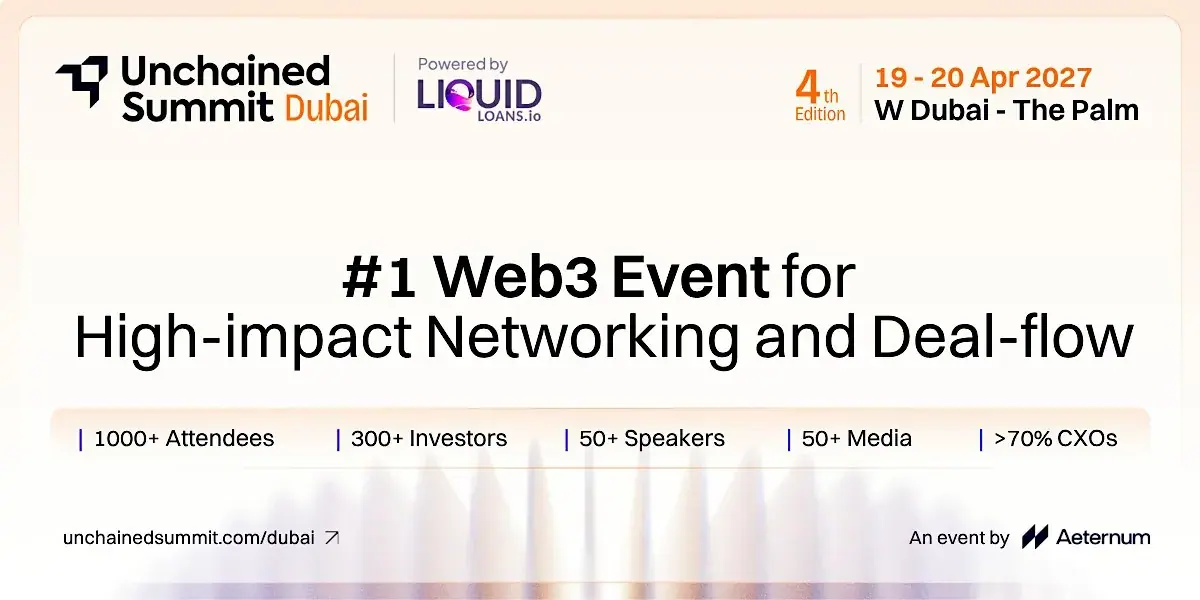 Unchained
Summit Dubai
Powered by
LIQUID
LOANS.io
4th
Edition
19 - 20 Apr 2027
W Dubai - The Palm
#1 Web3 Event for
High-impact Networking and Deal-flow
| 1000+ Attendees | 300+ Investors | 50+ Speakers | 50+ Media | >70% CXOs
unchainedsummit.com/dubai
An event by Aeternum